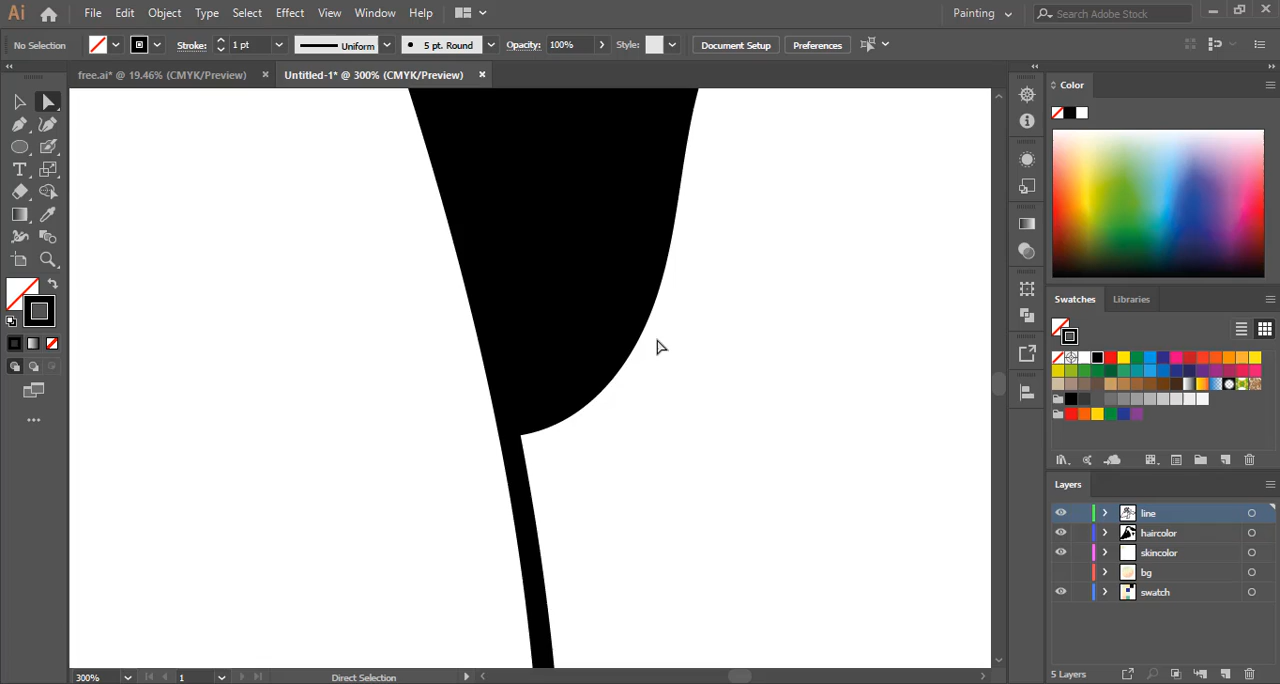 Ai File Edit Object Type Select Effect View Window Help Painting Search Adobe Stock
No Selection Stroke: 1 pt Uniform 5 pt. Round Opacity: 100% Style: Document Setup Preferences
free.ai* @ 19.46% (CMYK/Preview) Untitled-1* @ 300% (CMYK/Preview)
Color
Swatches Libraries
Layers
line
haircolor
skincolor
bg
swatch
300% 1 Direct Selection 5 Layers